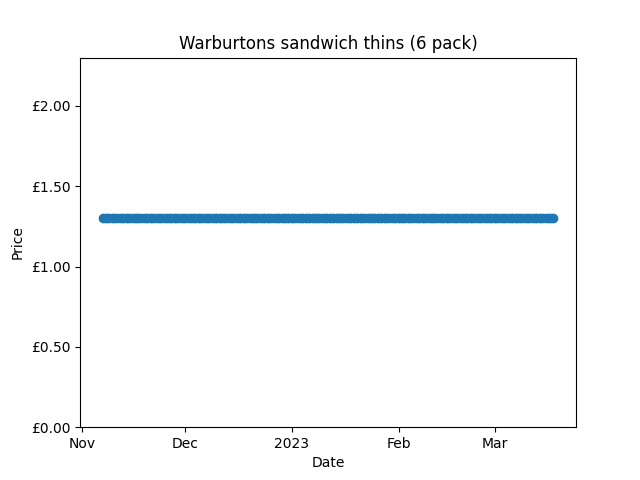 Warburtons sandwich thins (6 pack)
£2.00
£1.50
£1.00
£0.50
£0.00
Price
Nov Dec 2023 Feb Mar
Date